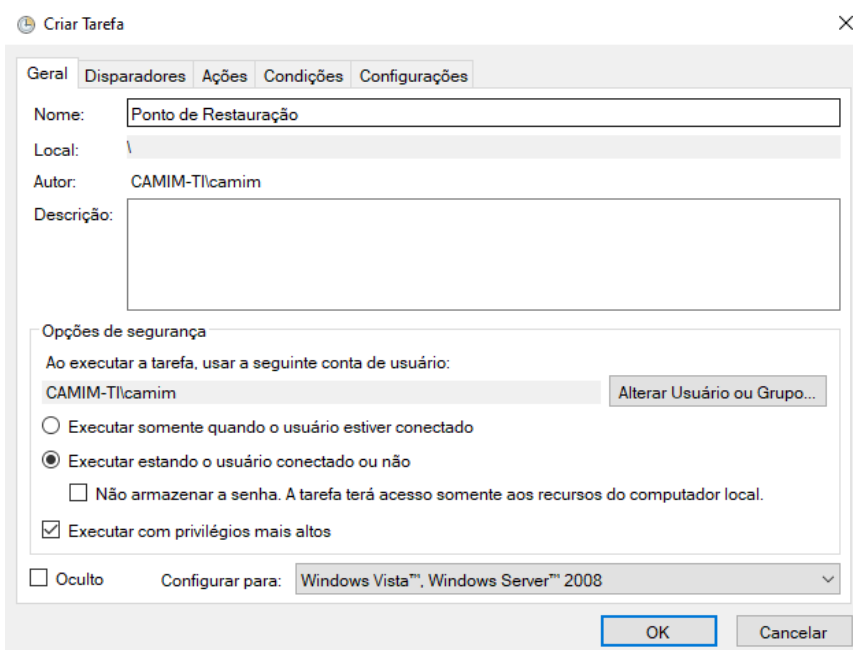 Criar Tarefa
Geral Disparadores Ações Condições Configurações
Nome: Ponto de Restauração
Local: \
Autor: CAMIM-TI\camim
Descrição:
Opções de segurança
Ao executar a tarefa, usar a seguinte conta de usuário:
CAMIM-TI\camim Alterar Usuário ou Grupo...
Executar somente quando o usuário estiver conectado
Executar estando o usuário conectado ou não
Não armazenar a senha. A tarefa terá acesso somente aos recursos do computador local.
Executar com privilégios mais altos
Oculto Configurar para: Windows Vista™, Windows Server™ 2008
OK Cancelar